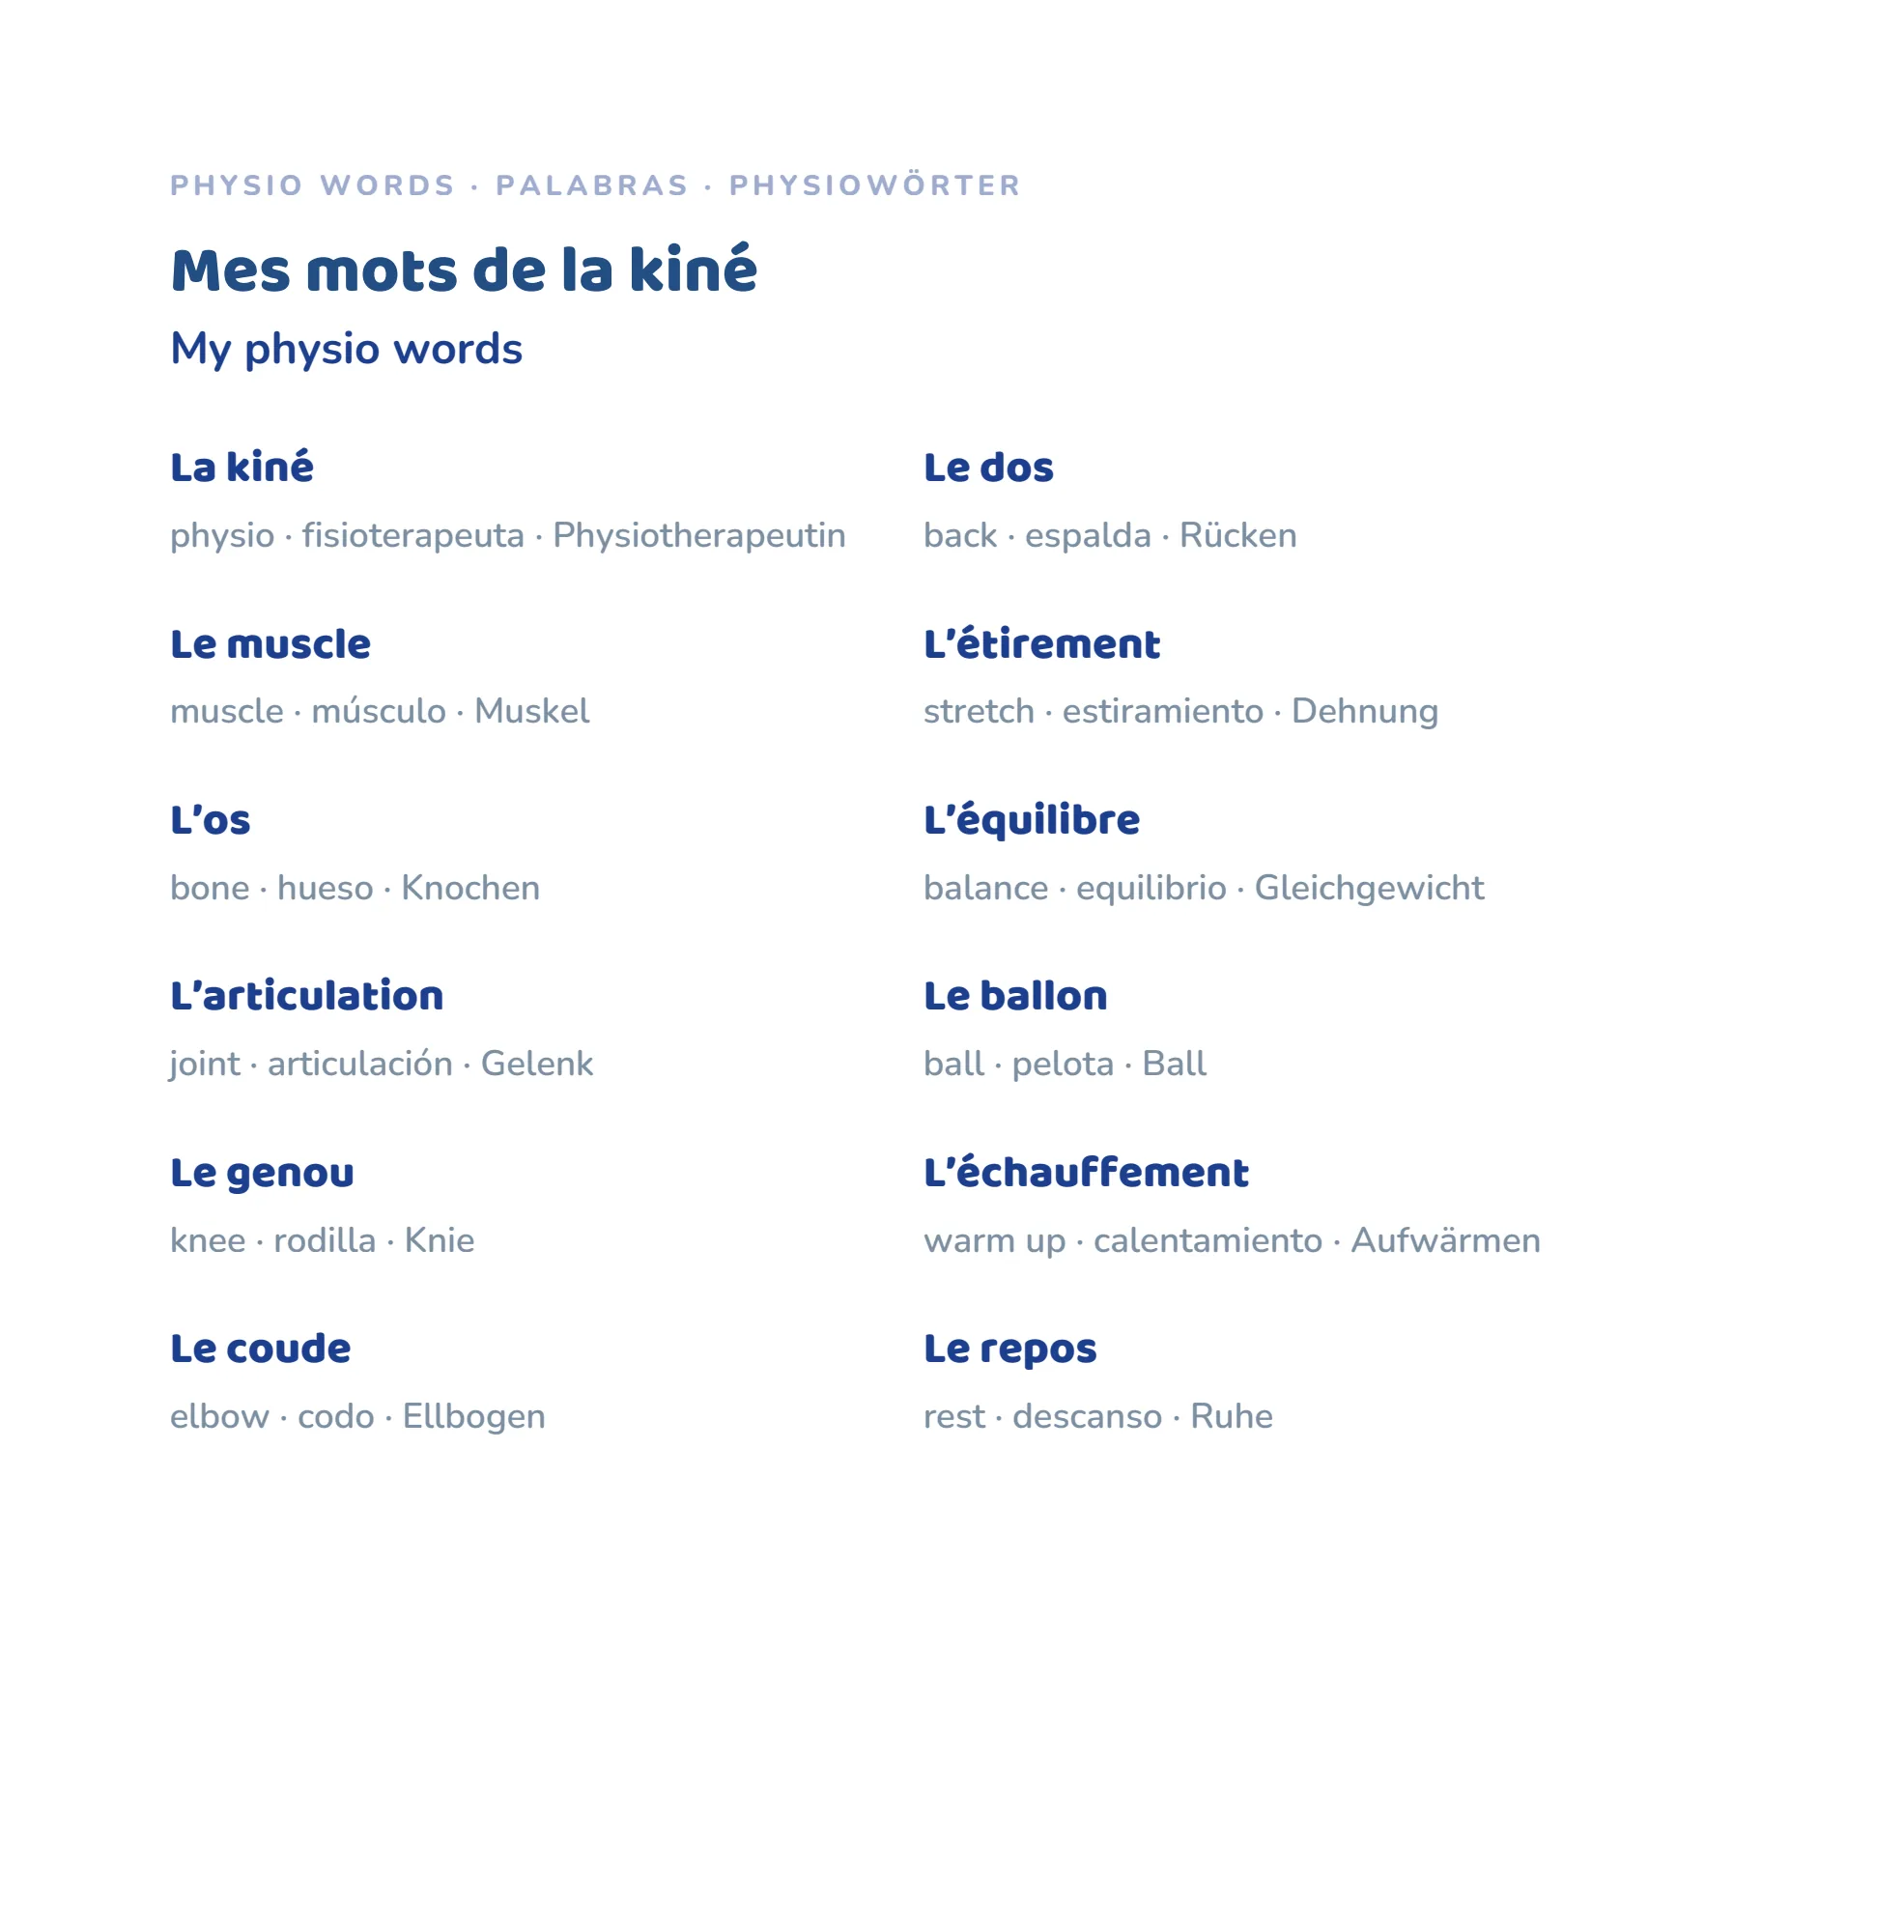 PHYSIO WORDS · PALABRAS · PHYSIOWÖRTER
Mes mots de la kiné
My physio words
La kiné
physio · fisioterapeuta · Physiotherapeutin
Le muscle
muscle · músculo · Muskel
L’os
bone · hueso · Knochen
L’articulation
joint · articulación · Gelenk
Le genou
knee · rodilla · Knie
Le coude
elbow · codo · Ellbogen
Le dos
back · espalda · Rücken
L’étirement
stretch · estiramiento · Dehnung
L’équilibre
balance · equilibrio · Gleichgewicht
Le ballon
ball · pelota · Ball
L’échauffement
warm up · calentamiento · Aufwärmen
Le repos
rest · descanso · Ruhe